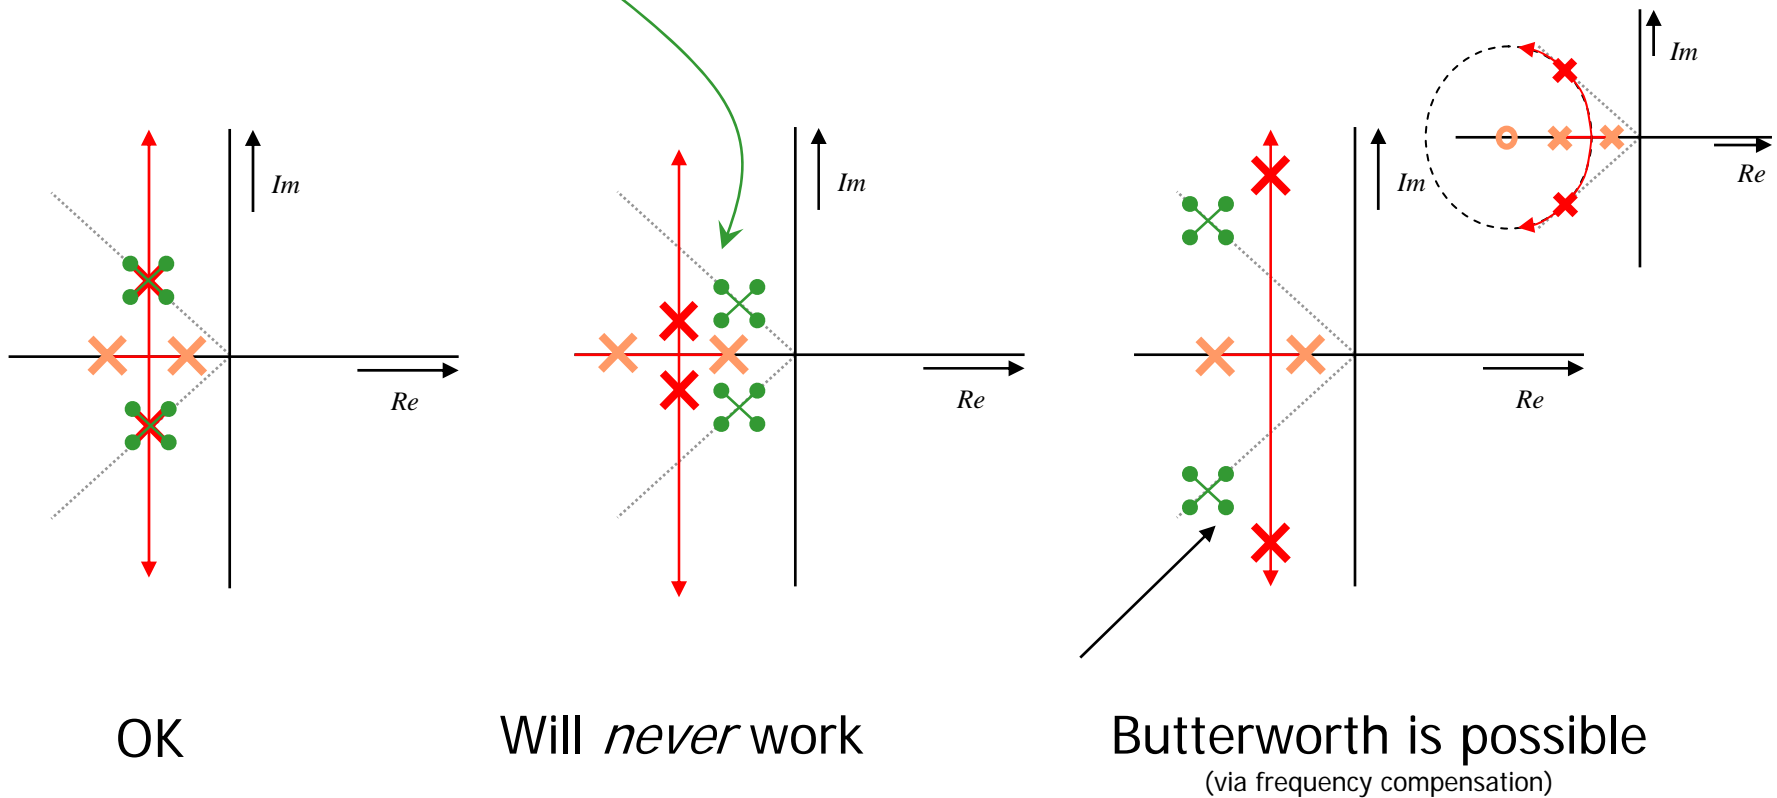 Im
Re
OK
Im
Re
Will never work
Im
Re
Im
Re
Butterworth is possible
(via frequency compensation)